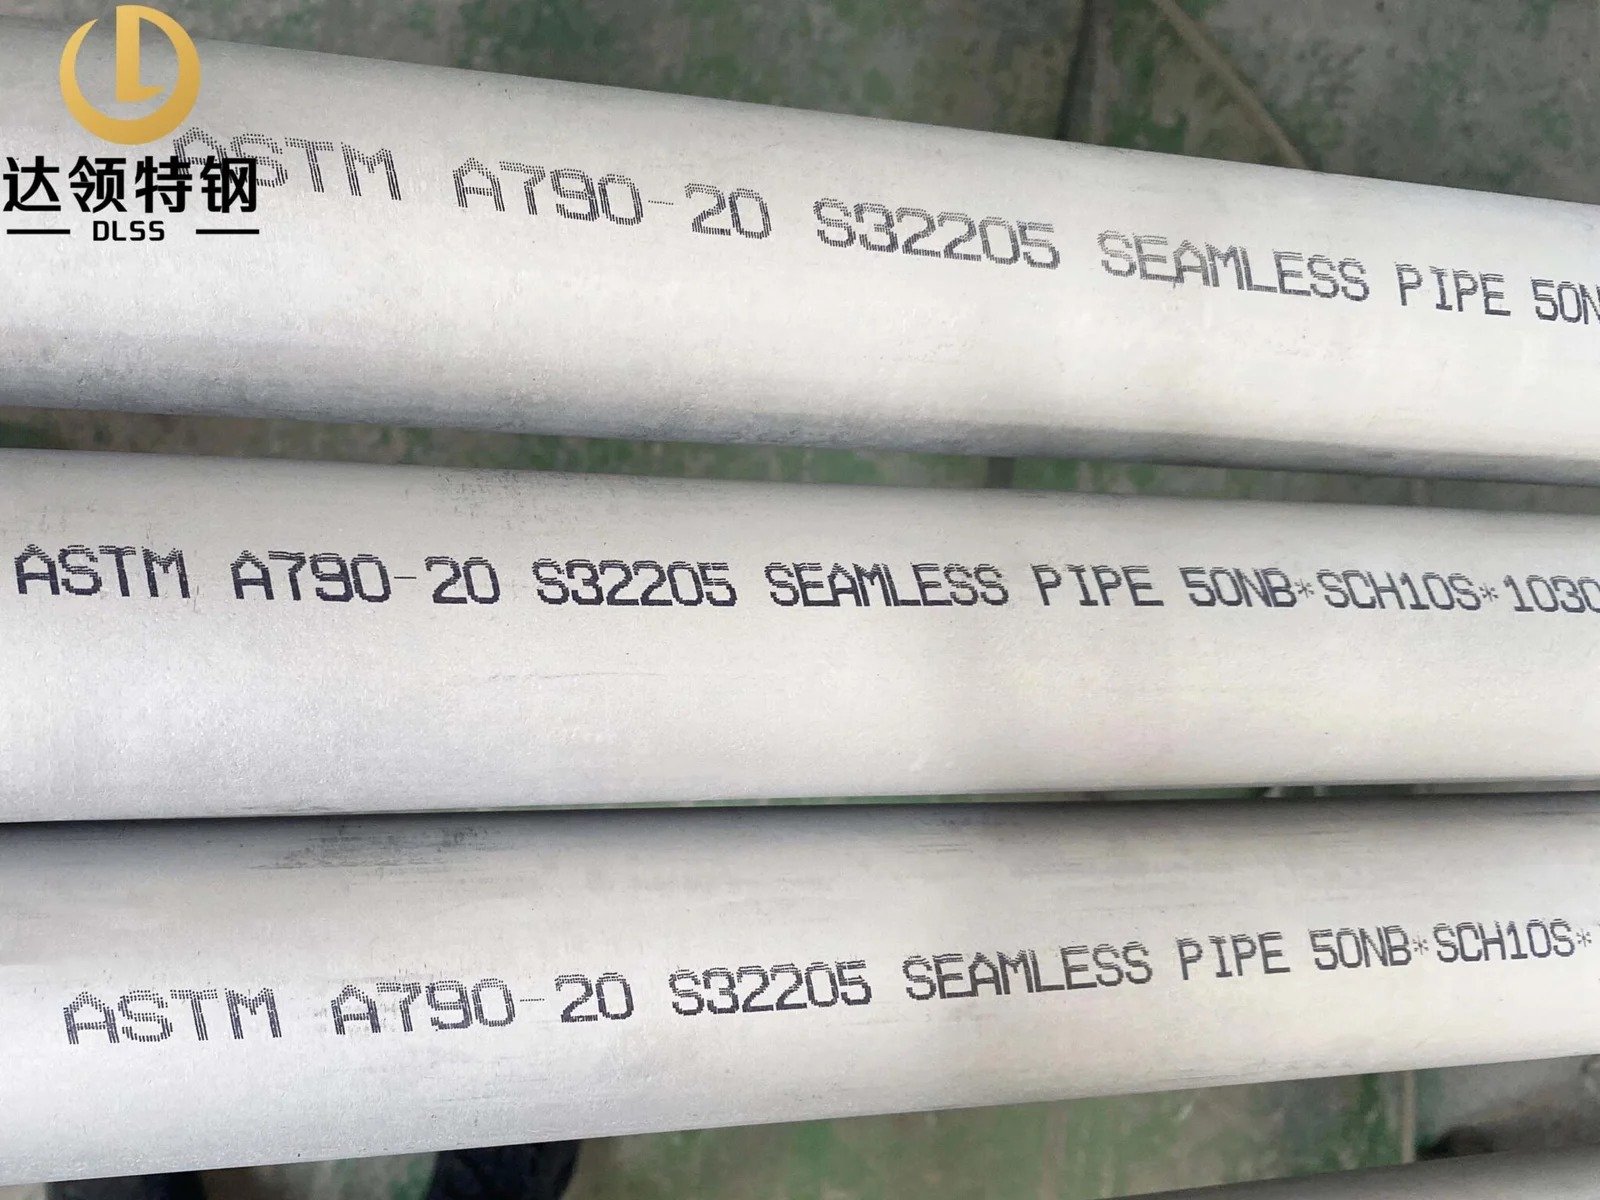 达领特钢
DLSS
ASTM A790-20 S32205 SEAMLESS PIPE 50N
ASTM A790-20 S32205 SEAMLESS PIPE 50NB*SCH10S*1030
ASTM A790-20 S32205 SEAMLESS PIPE 50NB*SCH10S*